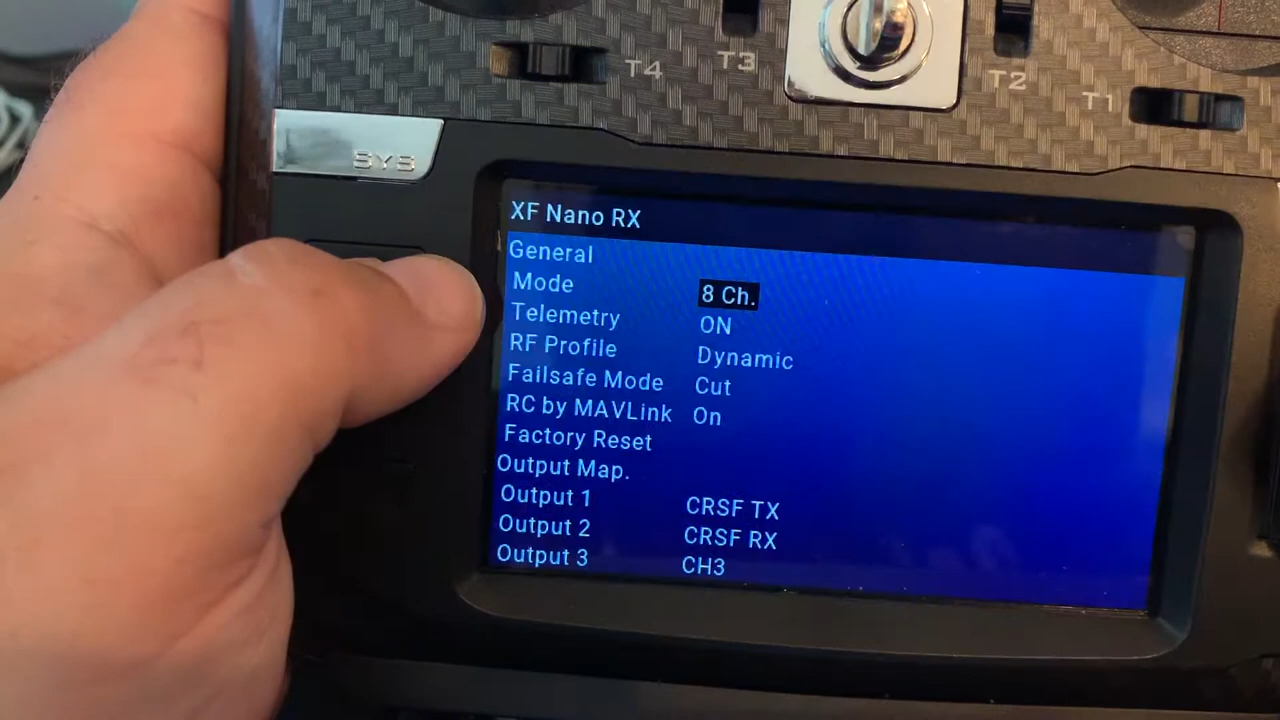 T4
T3
T2
T1
SYS
XF Nano RX
General
Mode 8 Ch.
Telemetry ON
RF Profile Dynamic
Failsafe Mode Cut
RC by MAVLink On
Factory Reset
Output Map.
Output 1 CRSF TX
Output 2 CRSF RX
Output 3 CH3